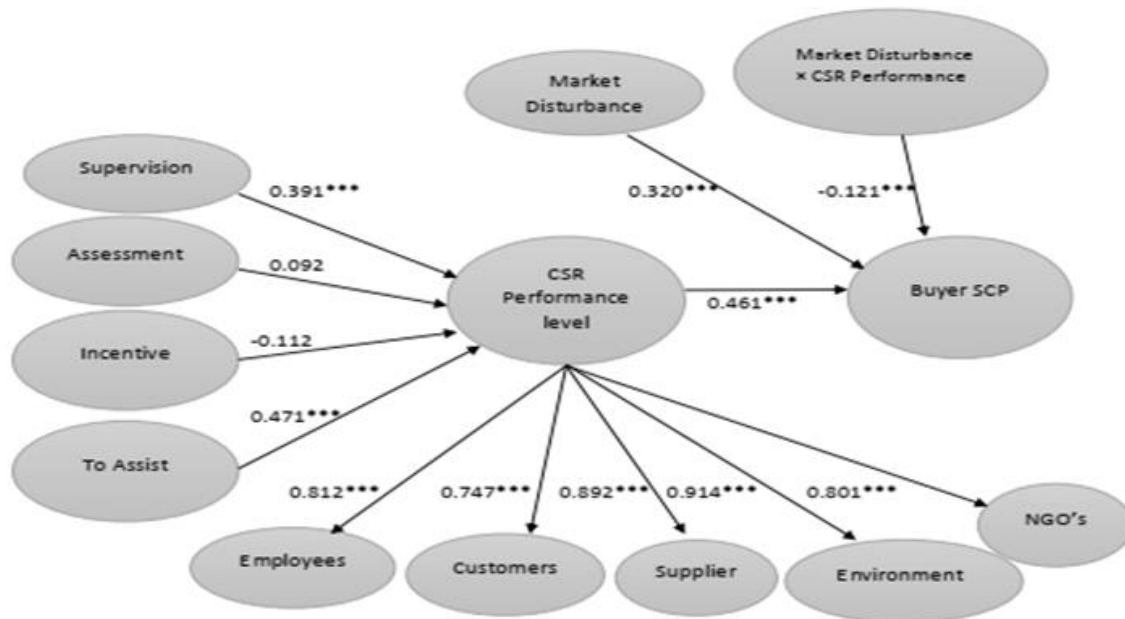 Market Disturbance
× CSR Performance
Market
Disturbance
Supervision
0.391***
0.320***
-0.121***
Assessment
0.092
CSR
Performance
level
0.461***
Buyer SCP
Incentive
-0.112
To Assist
0.471***
0.812***
0.747***
0.892***
0.914***
0.801***
NGO's
Employees
Customers
Supplier
Environment